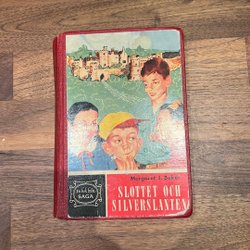 Margaret J. Baker
SLOTTET OCH
SILVERSLANTEN
SAGA